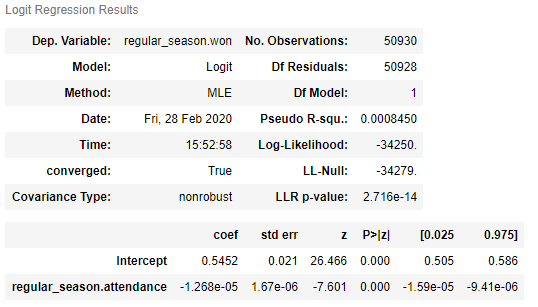 Logit Regression Results
Dep. Variable: regular_season.won No. Observations: 50930
Model: Logit Df Residuals: 50928
Method: MLE Df Model: 1
Date: Fri, 28 Feb 2020 Pseudo R-squ.: 0.0008450
Time: 15:52:58 Log-Likelihood: -34250.
converged: True LL-Null: -34279.
Covariance Type: nonrobust LLR p-value: 2.716e-14
coef std err z P>|z| [0.025 0.975]
Intercept 0.5452 0.021 26.466 0.000 0.505 0.586
regular_season.attendance -1.268e-05 1.67e-06 -7.601 0.000 -1.59e-05 -9.41e-06